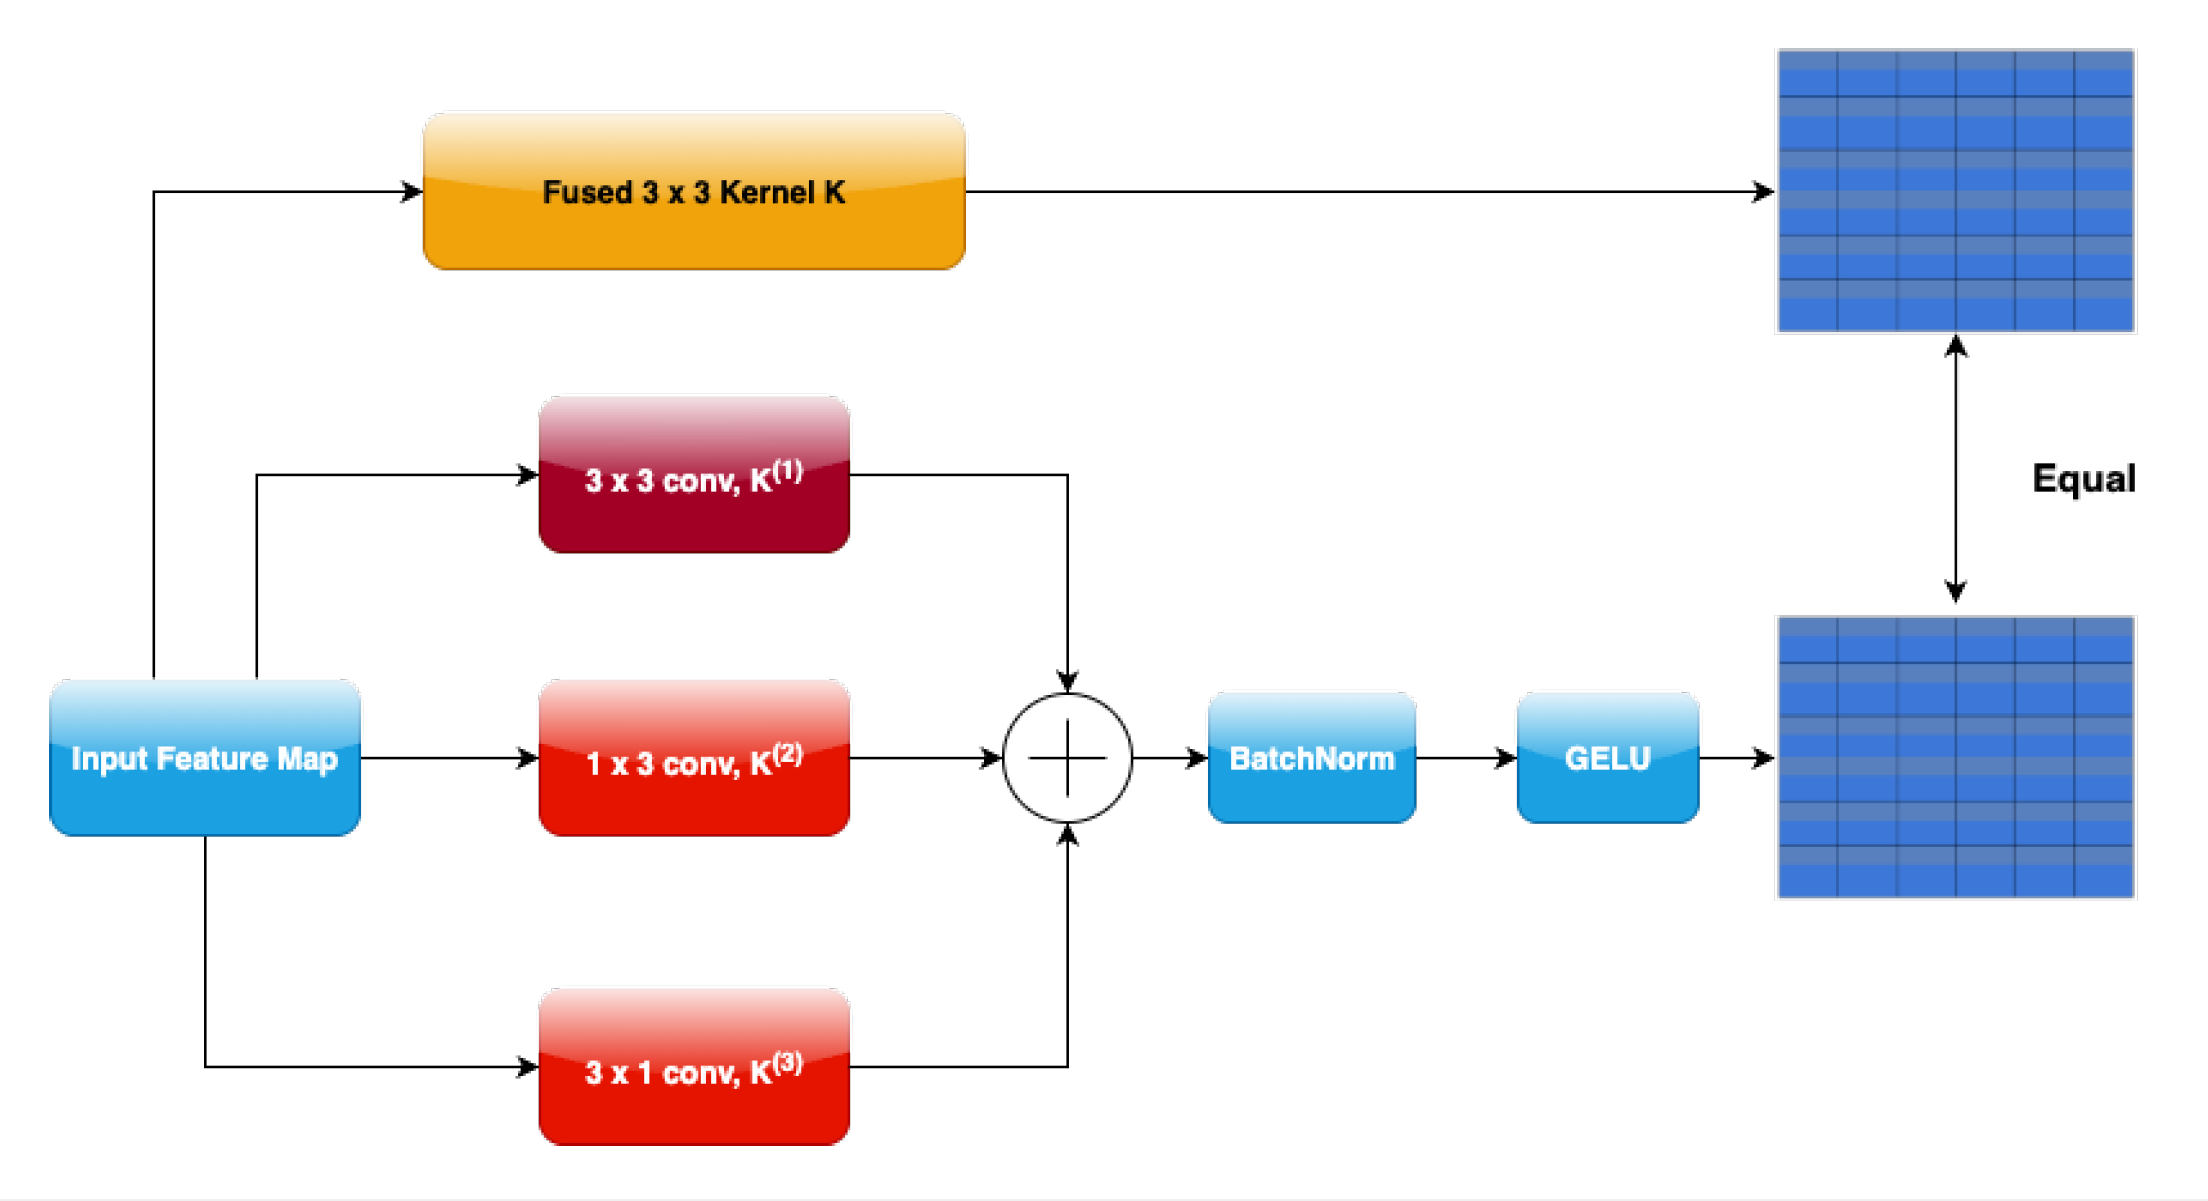 Fused 3 x 3 Kernel K
3 x 3 conv, K⁽¹⁾
Equal
Input Feature Map
1 x 3 conv, K⁽²⁾
BatchNorm
GELU
3 x 1 conv, K⁽³⁾